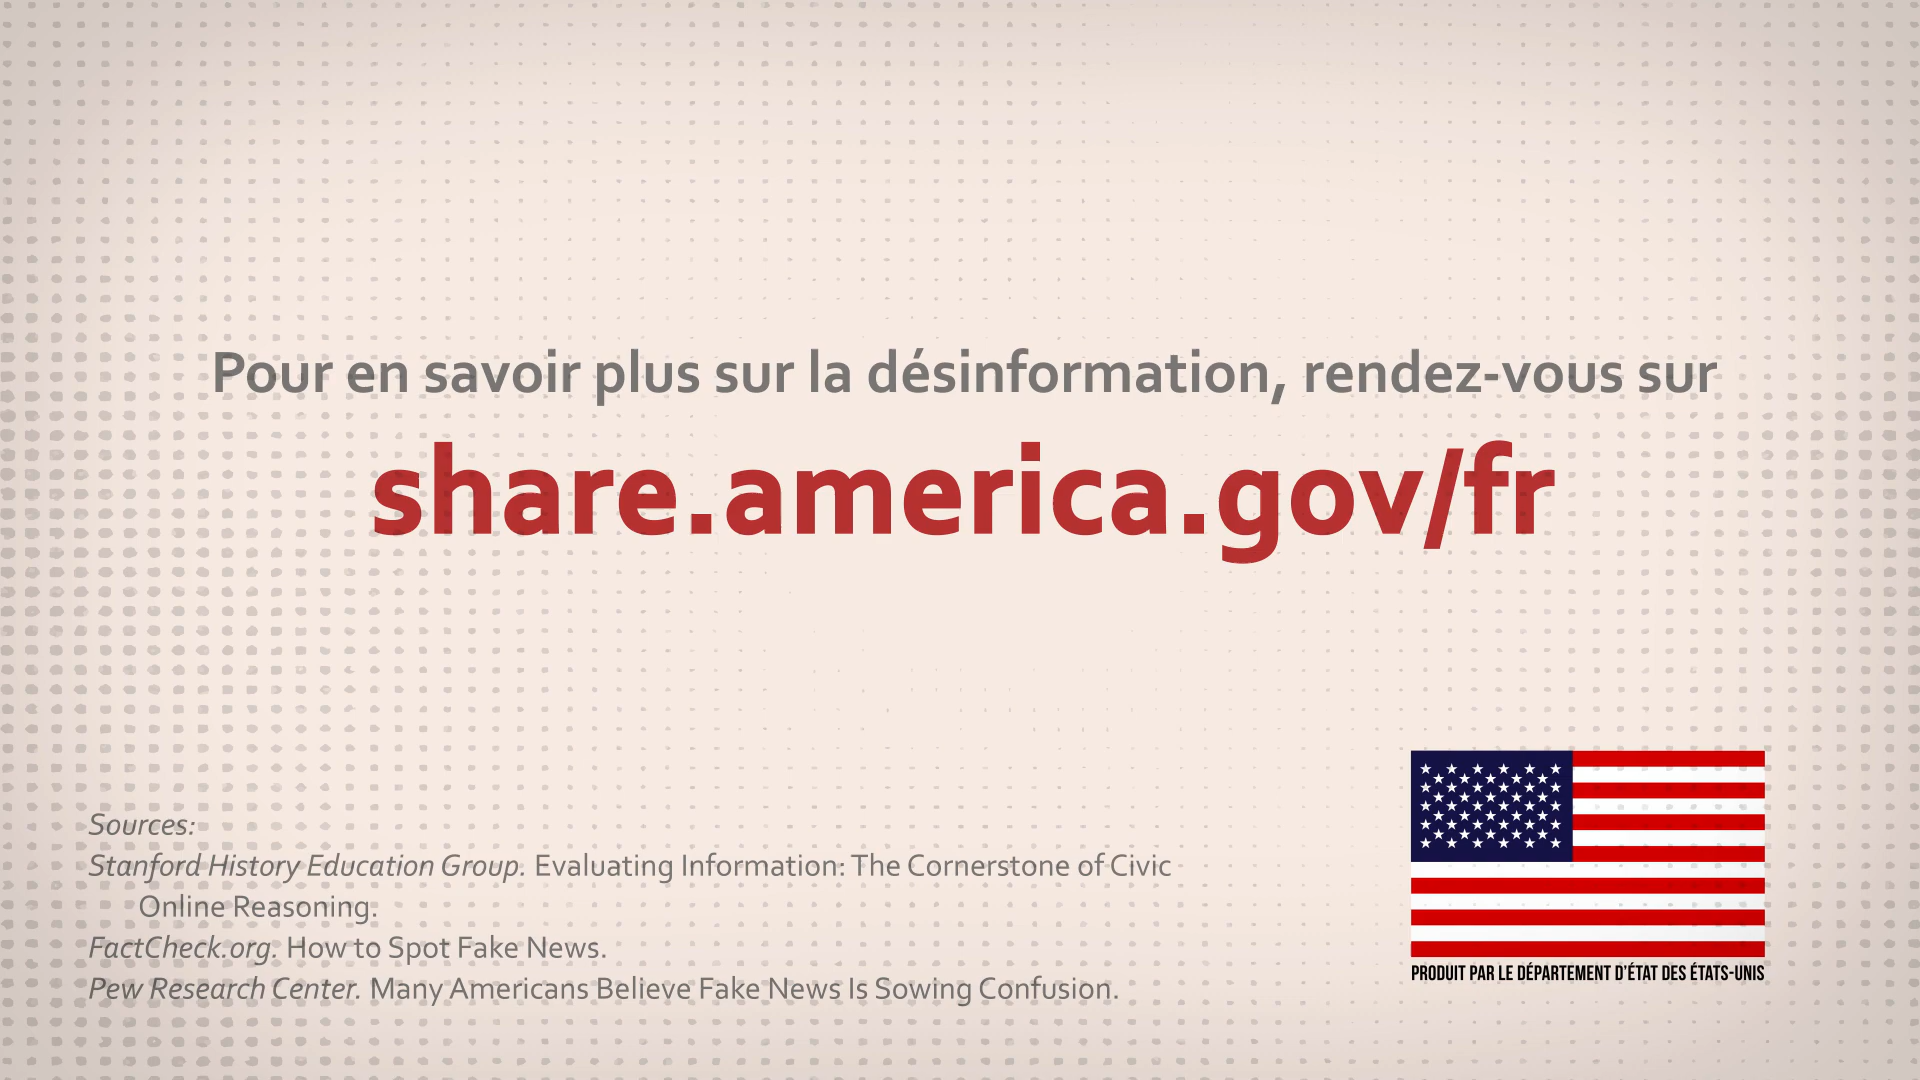 Pour en savoir plus sur la désinformation, rendez-vous sur
share.america.gov/fr
Sources:
Stanford History Education Group. Evaluating Information: The Cornerstone of Civic
Online Reasoning.
FactCheck.org. How to Spot Fake News.
Pew Research Center. Many Americans Believe Fake News Is Sowing Confusion.
PRODUIT PAR LE DÉPARTEMENT D'ÉTAT DES ÉTATS-UNIS